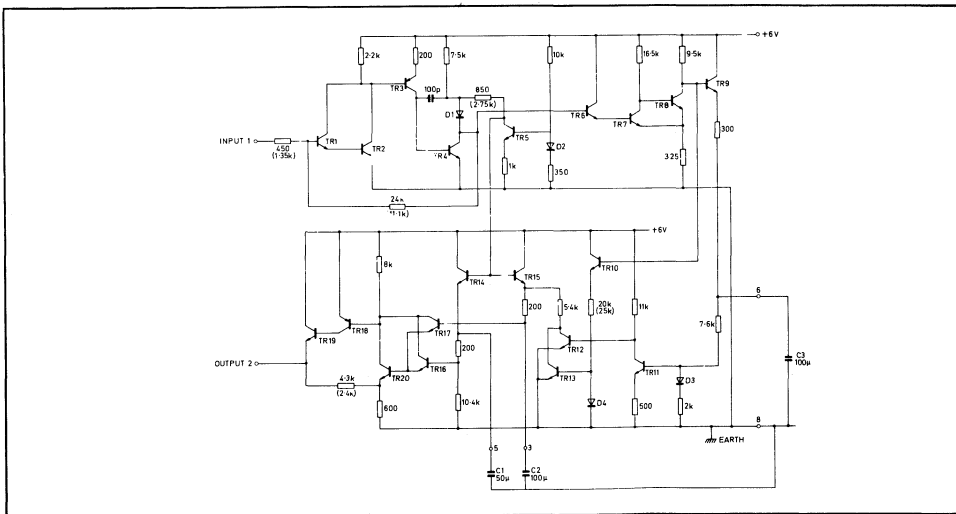 +6V
2·2k
200
7·5k
10k
16·5k
9·5k
TR3
100p
850
(2·75k)
TR9
TR8
D1
TR6
TR7
INPUT 1
450
(1·35k)
TR1
TR2
TR4
TR5
D2
300
1k
350
325
24k
+6V
8k
TR14
TR15
TR10
6
200
5·4k
20k
(25k)
11k
7·6k
TR19
TR18
TR17
TR12
C3
100μ
OUTPUT 2
200
TR16
TR20
TR13
TR11
4·3k
(2·4k)
600
10·4k
D4
500
D3
2k
8
EARTH
5
3
C1
50μ
C2
100μ